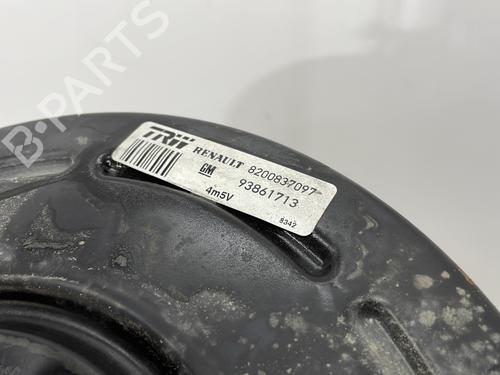 TRW RENAULT 8200837097
GM 93861713
4m5V 8342
B-PARTS